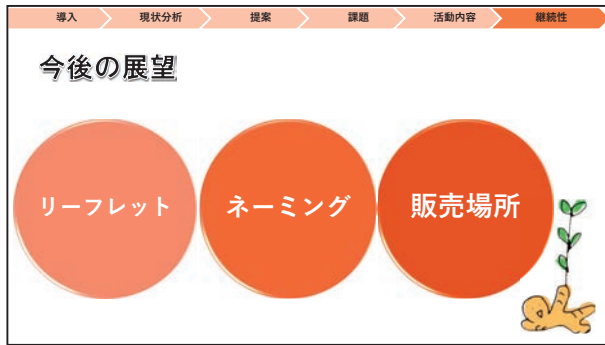 導入 現状分析 提案 課題 活動内容 継続性
今後の展望
リーフレット ネーミング 販売場所